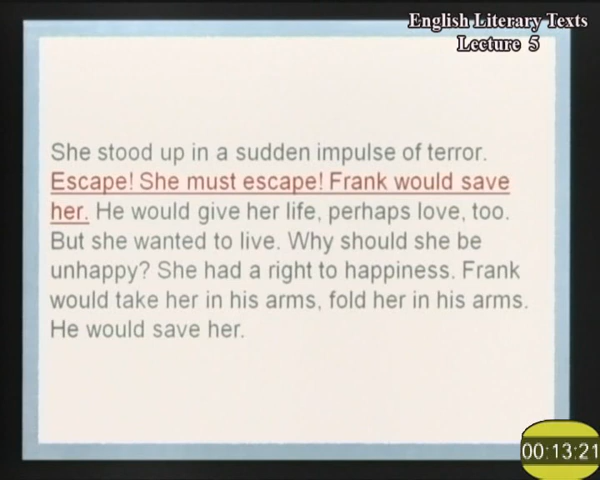 English Literary Texts
Lecture 5
She stood up in a sudden impulse of terror.
Escape! She must escape! Frank would save
her. He would give her life, perhaps love, too.
But she wanted to live. Why should she be
unhappy? She had a right to happiness. Frank
would take her in his arms, fold her in his arms.
He would save her.
00:13:21